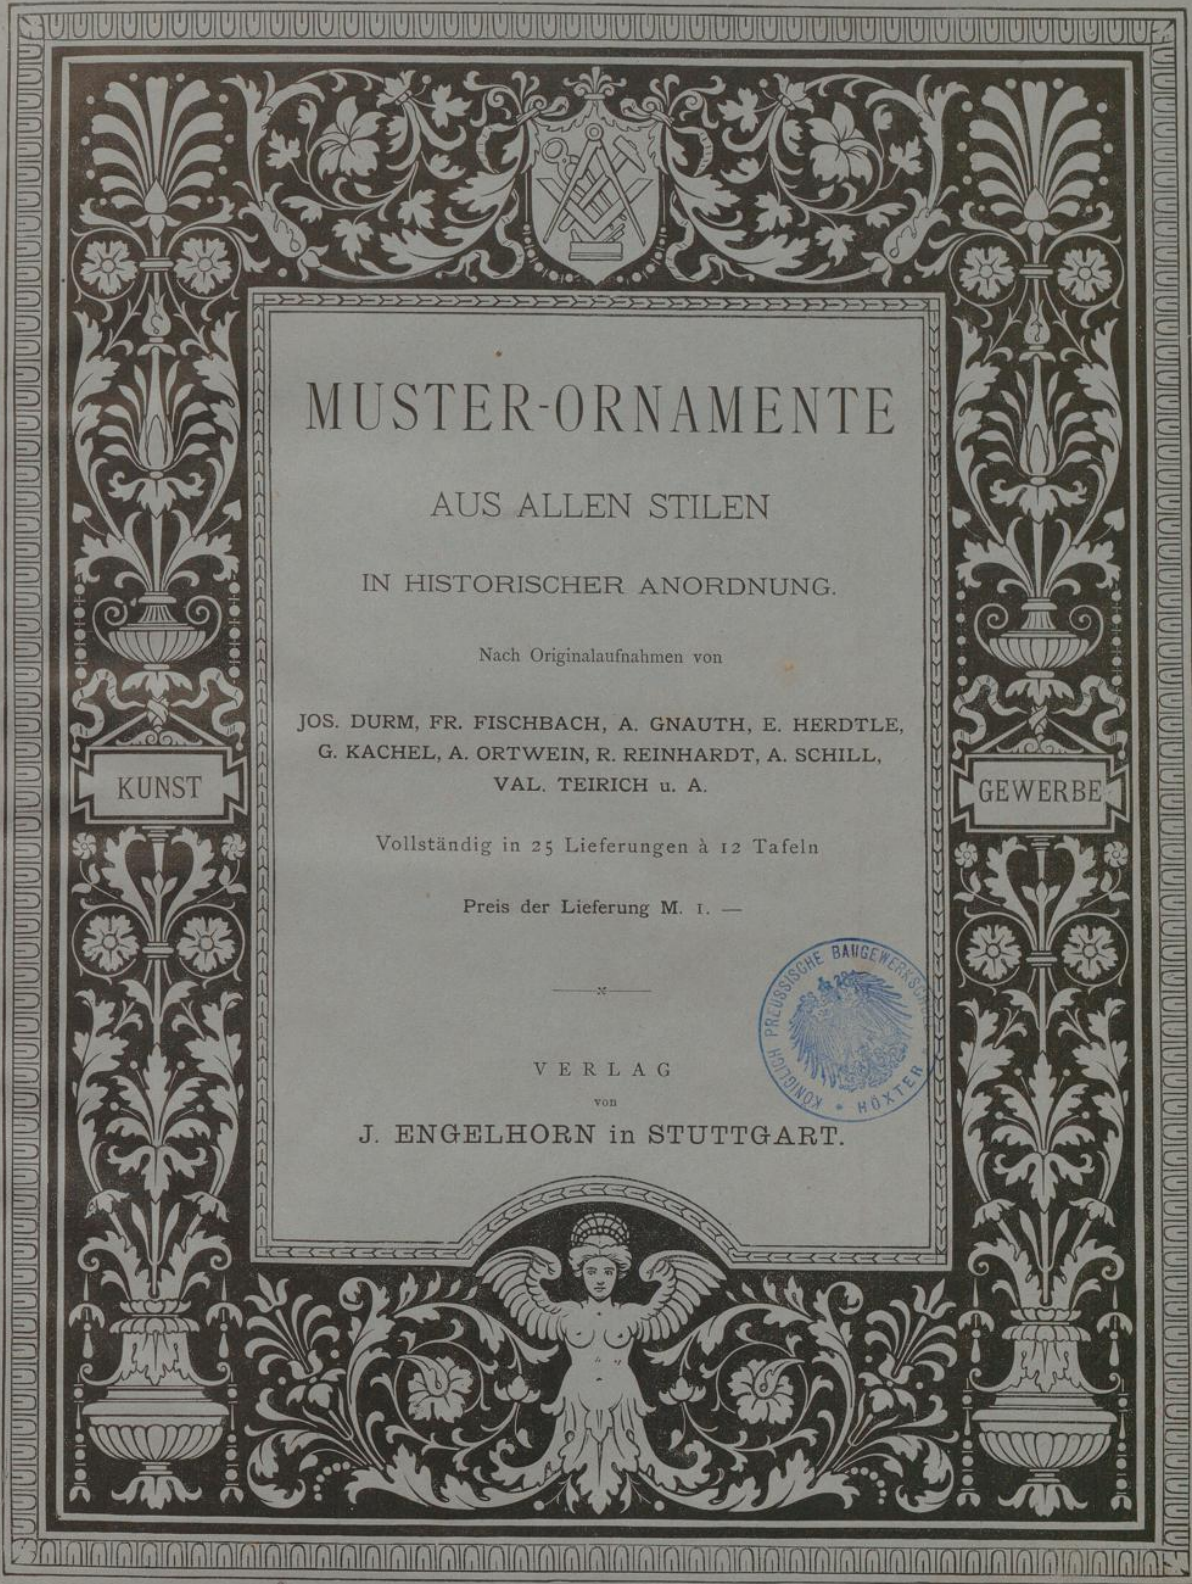 MUSTER-ORNAMENTE
AUS ALLEN STILEN
IN HISTORISCHER ANORDNUNG.
Nach Originalaufnahmen von
JOS. DURM, FR. FISCHBACH, A. GNAUTH, E. HERDTLE,
G. KACHEL, A. ORTWEIN, R. REINHARDT, A. SCHILL,
VAL. TEIRICH u. A.
KUNST
GEWERBE
Vollständig in 25 Lieferungen à 12 Tafeln
Preis der Lieferung M. 1. —
KÖNIGLICH PREUSSISCHE BAUGEWERKSCHULE
* HÖXTER *
VERLAG
von
J. ENGELHORN in STUTTGART.